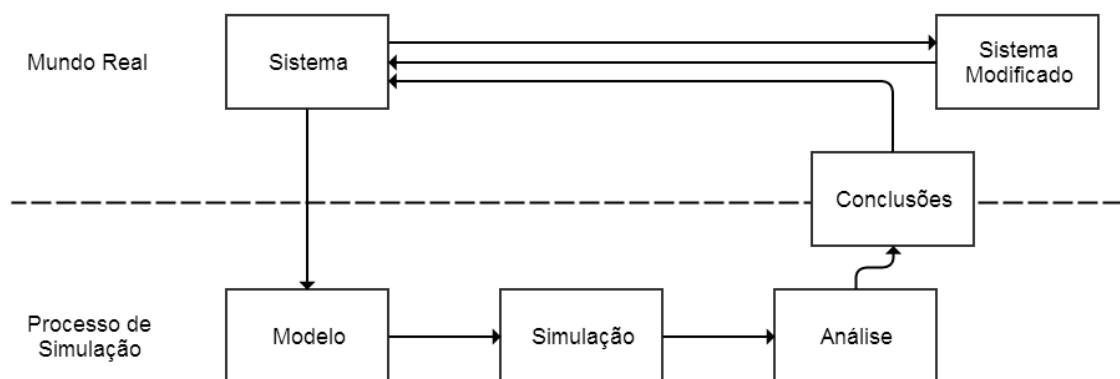 Mundo Real
Sistema
Sistema
Modificado
Conclusões
Processo de
Simulação
Modelo
Simulação
Análise